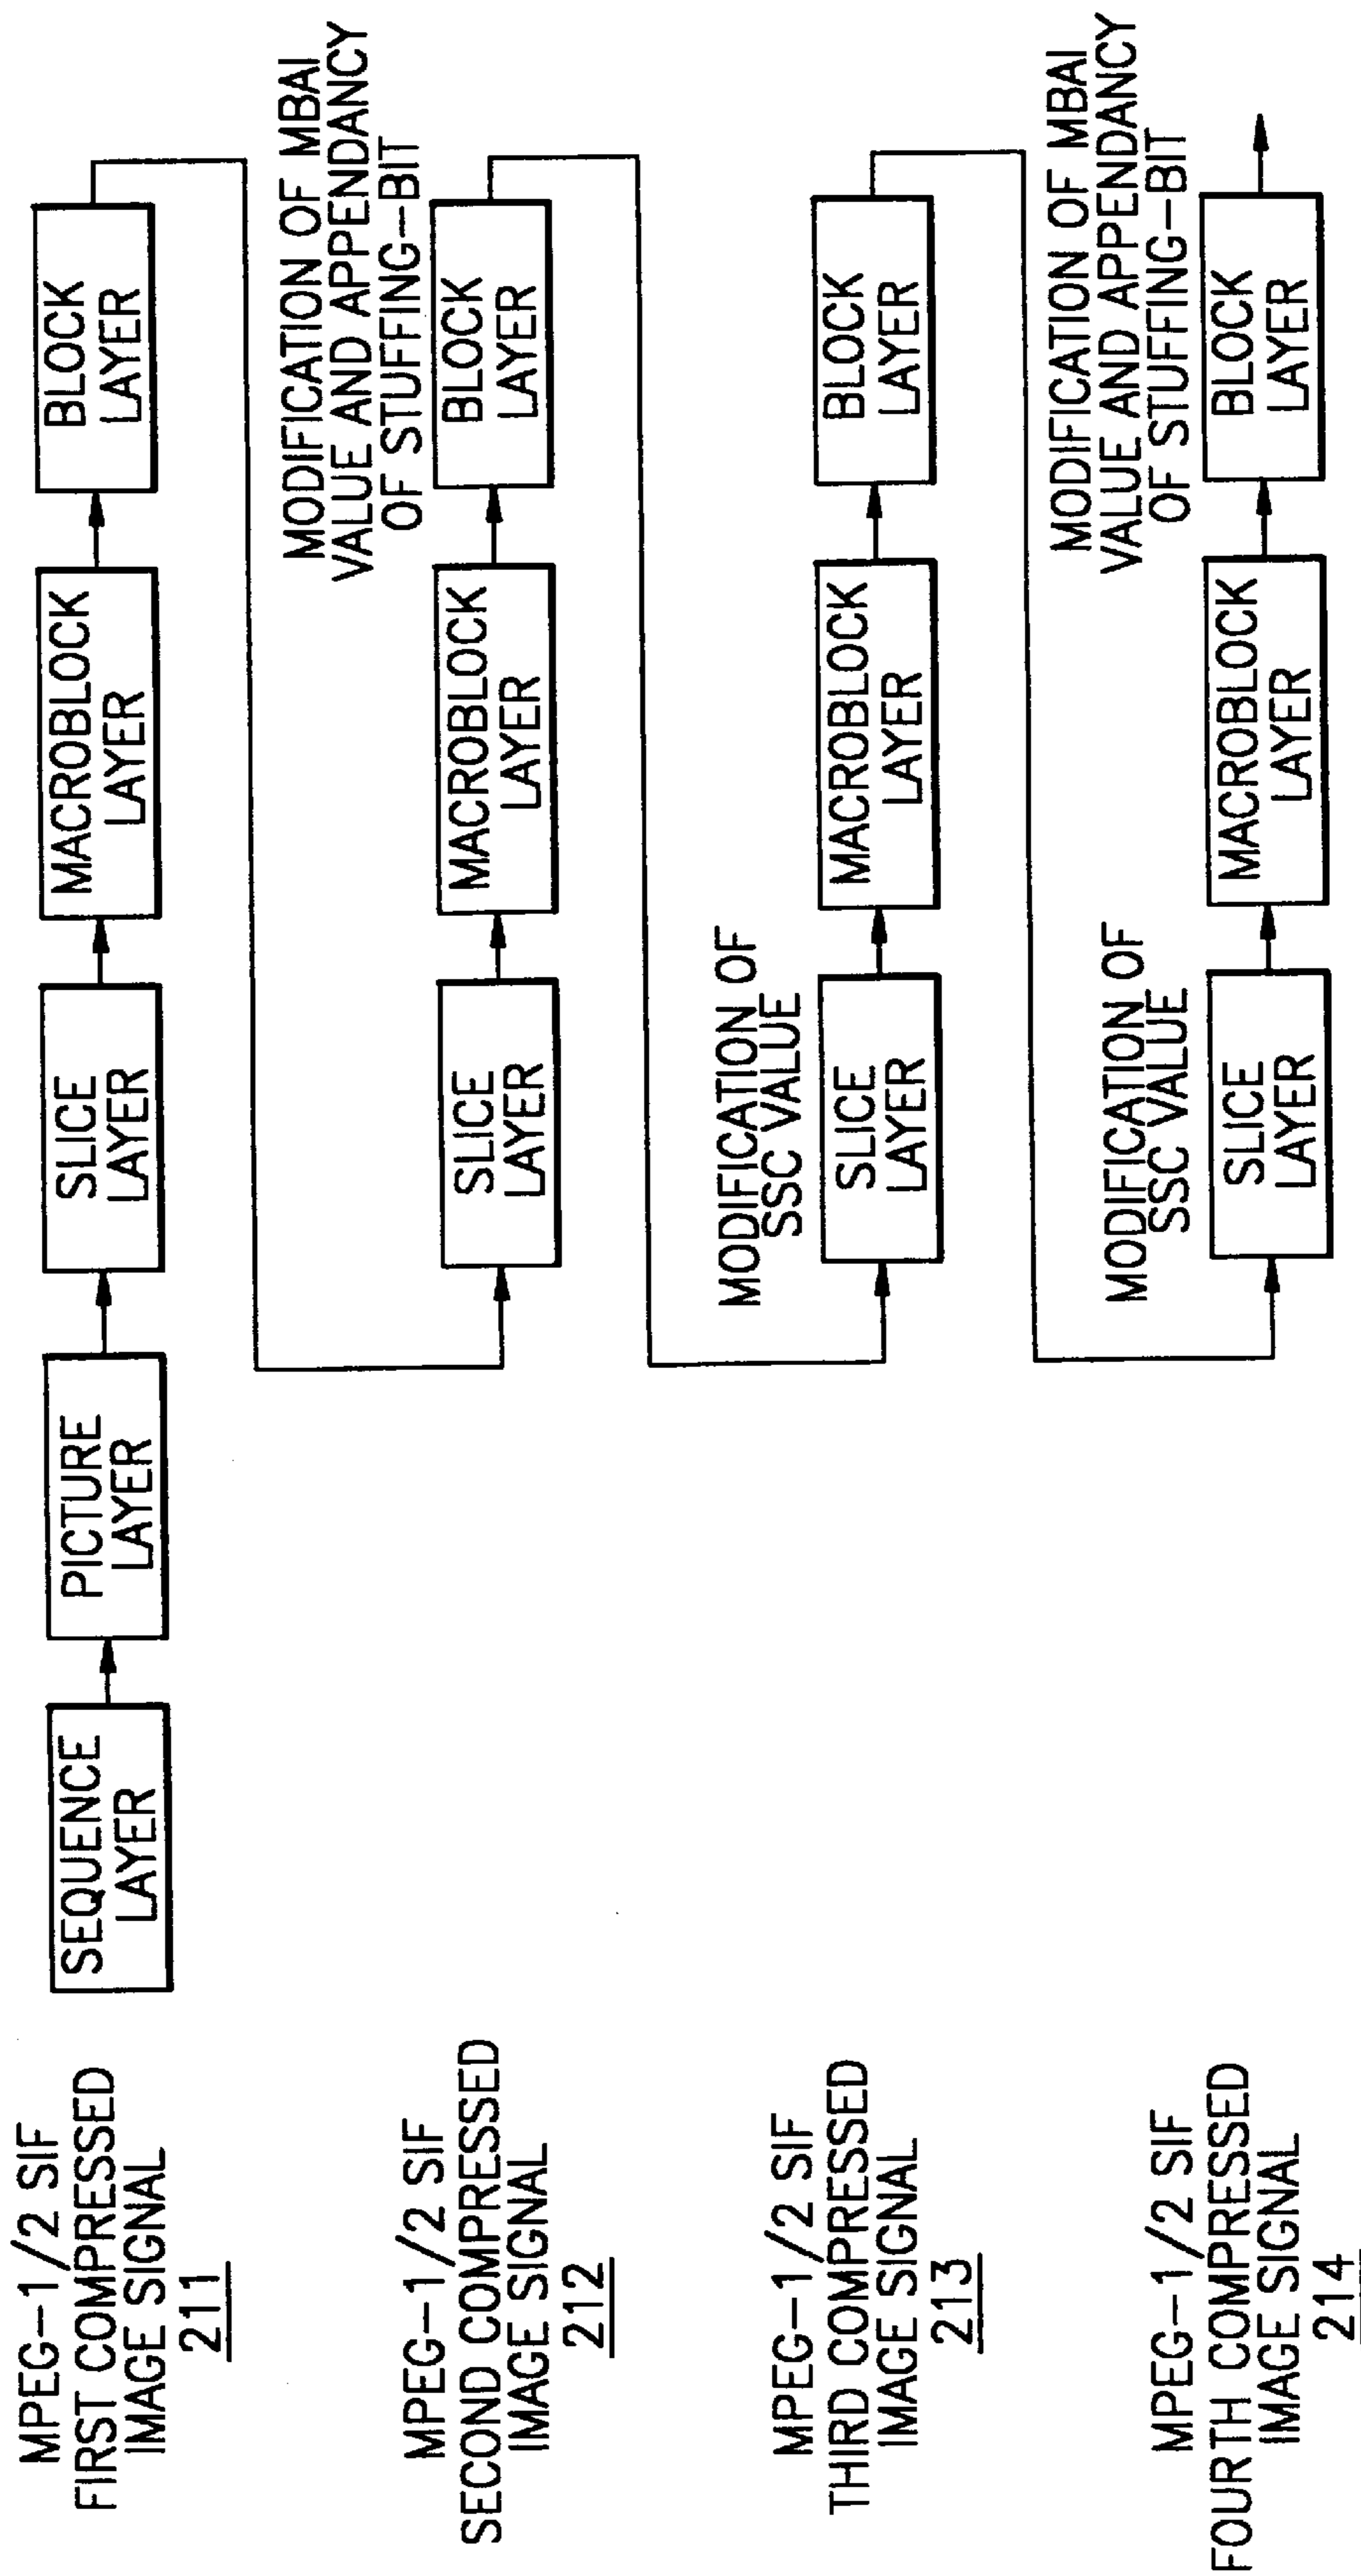 MPEG-1/2 SIF
FIRST COMPRESSED
IMAGE SIGNAL
211
SEQUENCE
LAYER
PICTURE
LAYER
SLICE
LAYER
MACROBLOCK
LAYER
BLOCK
LAYER
MPEG-1/2 SIF
SECOND COMPRESSED
IMAGE SIGNAL
212
SLICE
LAYER
MACROBLOCK
LAYER
MODIFICATION OF MBAI
VALUE AND APPENDANCY
OF STUFFING-BIT
BLOCK
LAYER
MPEG-1/2 SIF
THIRD COMPRESSED
IMAGE SIGNAL
213
MODIFICATION OF
SSC VALUE
SLICE
LAYER
MACROBLOCK
LAYER
BLOCK
LAYER
MPEG-1/2 SIF
FOURTH COMPRESSED
IMAGE SIGNAL
214
MODIFICATION OF
SSC VALUE
SLICE
LAYER
MACROBLOCK
LAYER
MODIFICATION OF MBAI
VALUE AND APPENDANCY
OF STUFFING-BIT
BLOCK
LAYER